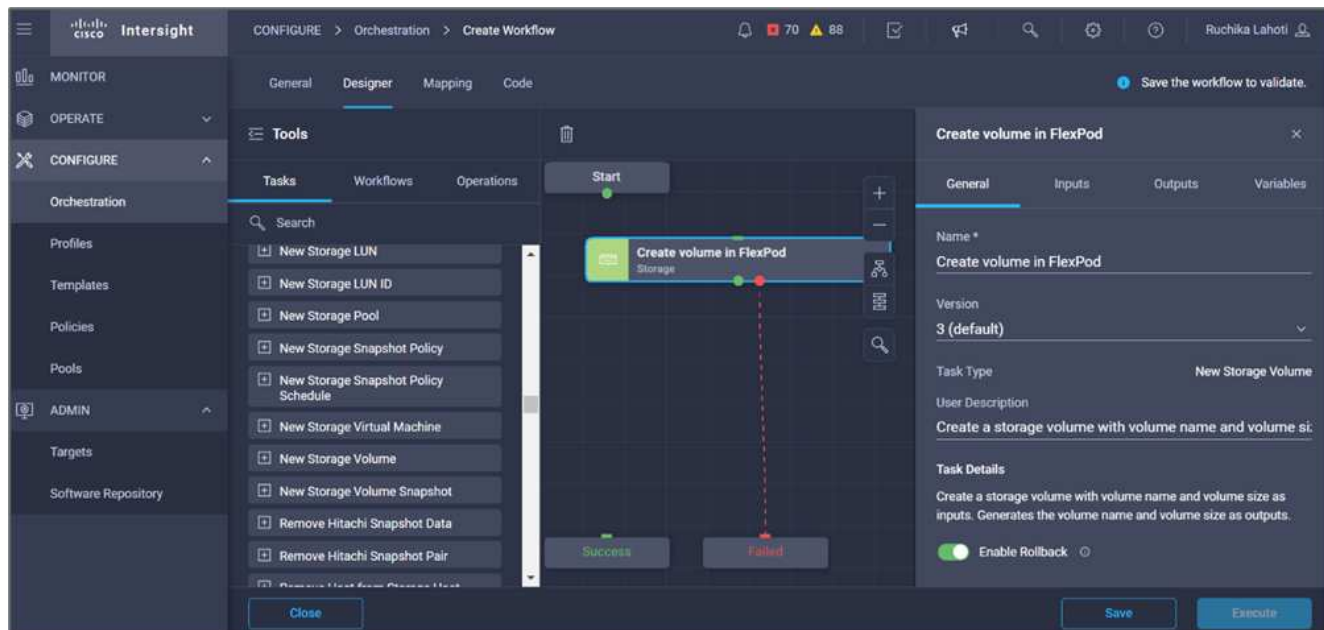 cisco Intersight
CONFIGURE > Orchestration > Create Workflow
70 88
Ruchika Lahoti
MONITOR
OPERATE
CONFIGURE
Orchestration
Profiles
Templates
Policies
Pools
ADMIN
Targets
Software Repository
General Designer Mapping Code
Save the workflow to validate.
Tools
Tasks Workflows Operations
Search
New Storage LUN
New Storage LUN ID
New Storage Pool
New Storage Snapshot Policy
New Storage Snapshot Policy
Schedule
New Storage Virtual Machine
New Storage Volume
New Storage Volume Snapshot
Remove Hitachi Snapshot Data
Remove Hitachi Snapshot Pair
Start
Create volume in FlexPod
Storage
Success
Failed
Create volume in FlexPod
General Inputs Outputs Variables
Name *
Create volume in FlexPod
Version
3 (default)
Task Type New Storage Volume
User Description
Create a storage volume with volume name and volume si
Task Details
Create a storage volume with volume name and volume size as
inputs. Generates the volume name and volume size as outputs.
Enable Rollback
Close
Save
Execute